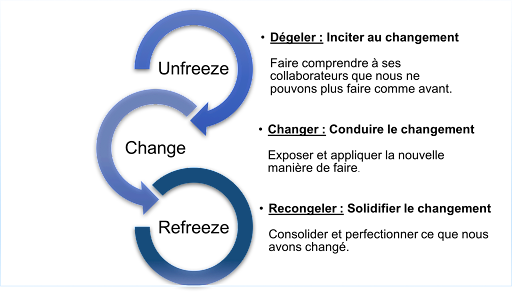 Unfreeze
• Dégeler : Inciter au changement
Faire comprendre à ses
collaborateurs que nous ne
pouvons plus faire comme avant.
Change
• Changer : Conduire le changement
Exposer et appliquer la nouvelle
manière de faire.
Refreeze
• Recongeler : Solidifier le changement
Consolider et perfectionner ce que nous
avons changé.